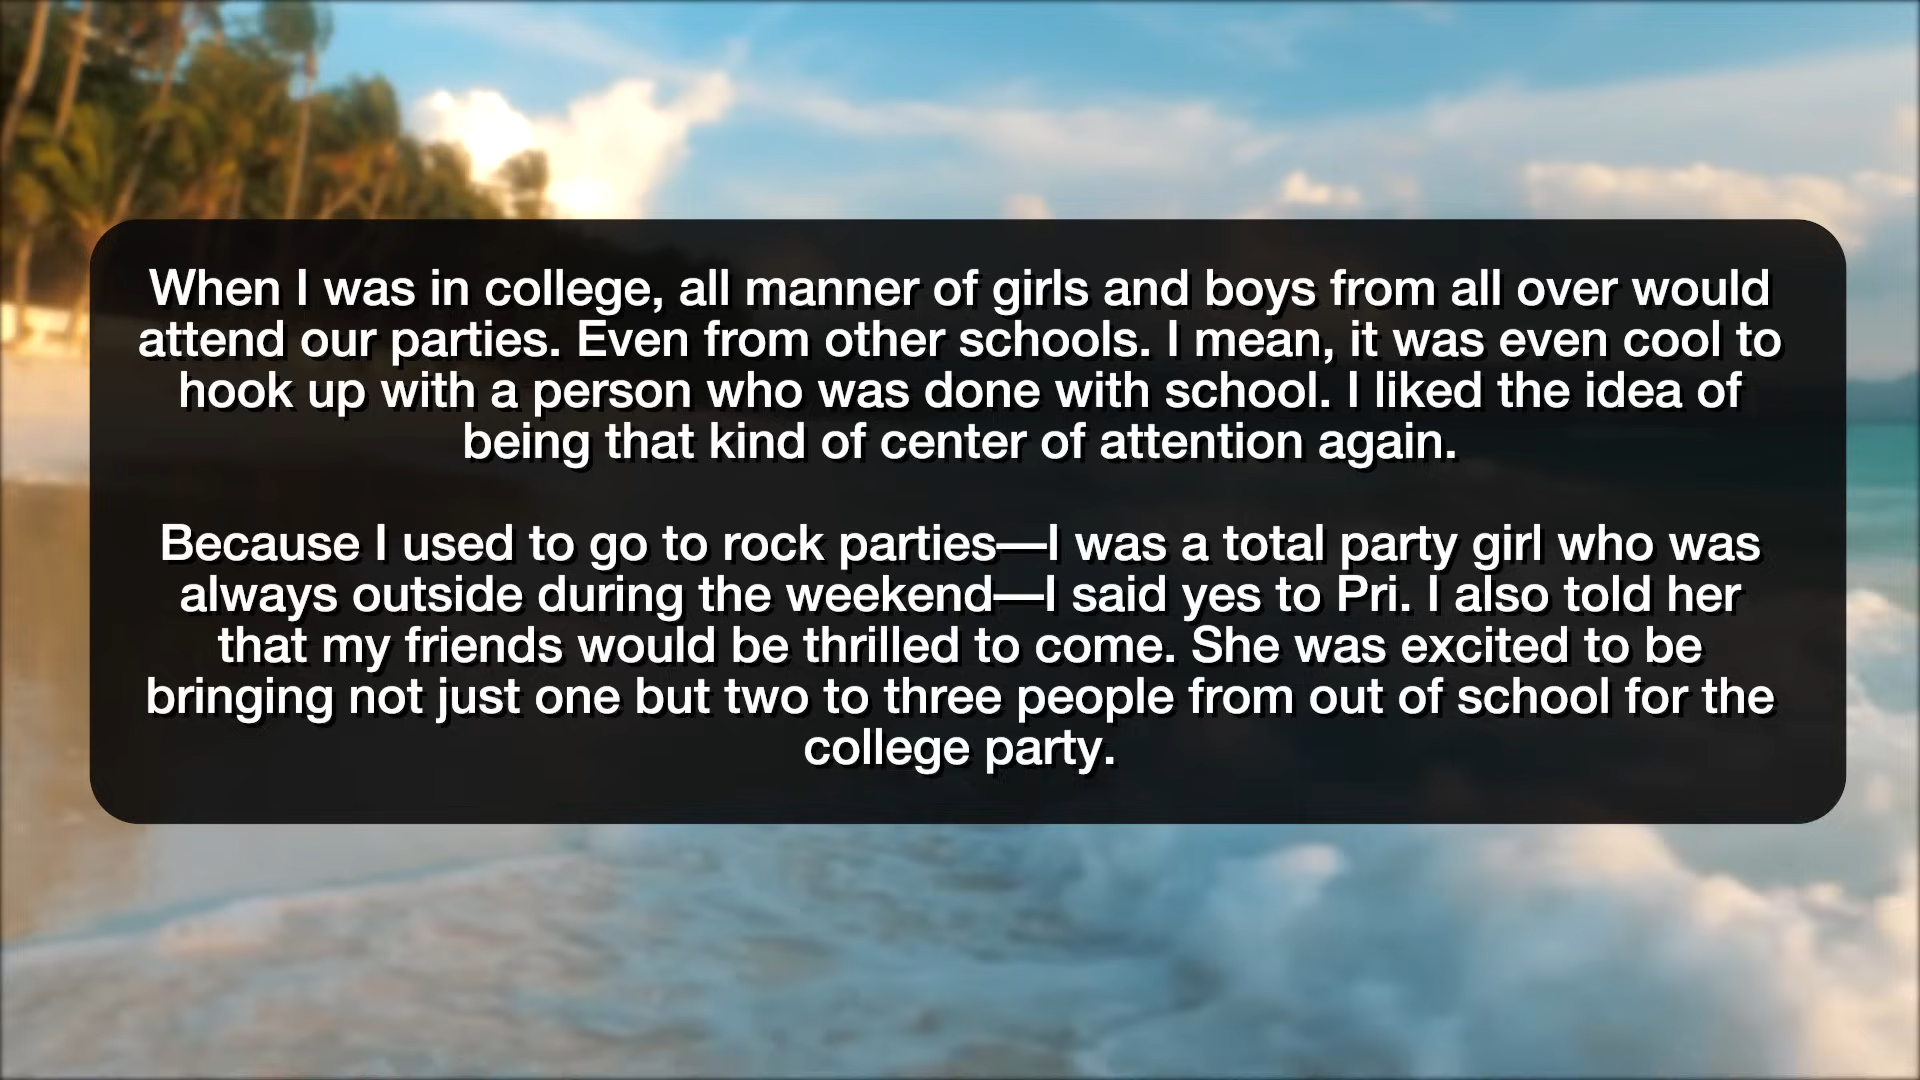 When I was in college, all manner of girls and boys from all over would
attend our parties. Even from other schools. I mean, it was even cool to
hook up with a person who was done with school. I liked the idea of
being that kind of center of attention again.
Because I used to go to rock parties—I was a total party girl who was
always outside during the weekend—I said yes to Pri. I also told her
that my friends would be thrilled to come. She was excited to be
bringing not just one but two to three people from out of school for the
college party.